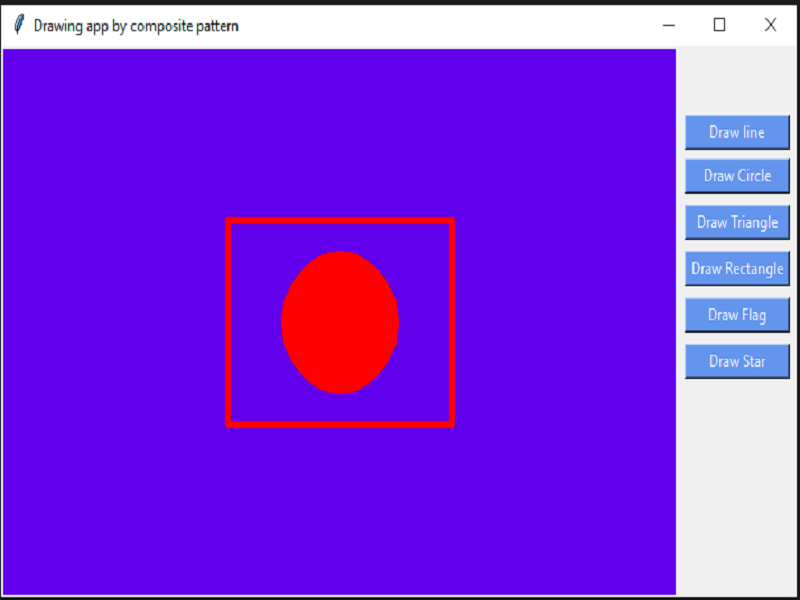 Drawing app by composite pattern
Draw line
Draw Circle
Draw Triangle
Draw Rectangle
Draw Flag
Draw Star